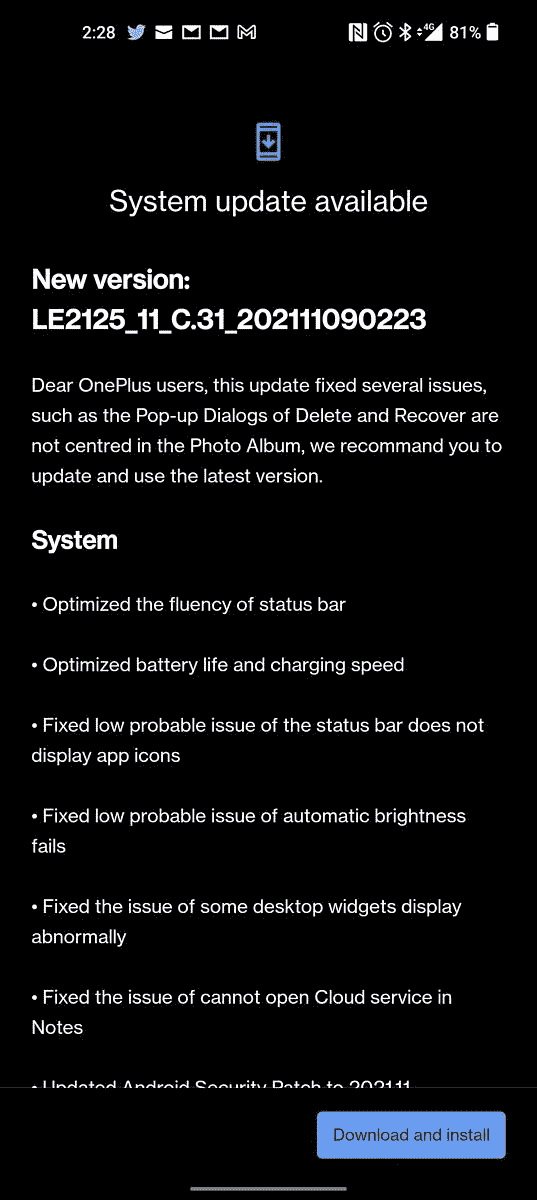 2:28 4G 81%
System update available
New version:
LE2125_11_C.31_202111090223
Dear OnePlus users, this update fixed several issues,
such as the Pop-up Dialogs of Delete and Recover are
not centred in the Photo Album, we recommand you to
update and use the latest version.
System
• Optimized the fluency of status bar
• Optimized battery life and charging speed
• Fixed low probable issue of the status bar does not
display app icons
• Fixed low probable issue of automatic brightness
fails
• Fixed the issue of some desktop widgets display
abnormally
• Fixed the issue of cannot open Cloud service in
Notes
• Updated Android Security Patch to 2021.11
Download and install